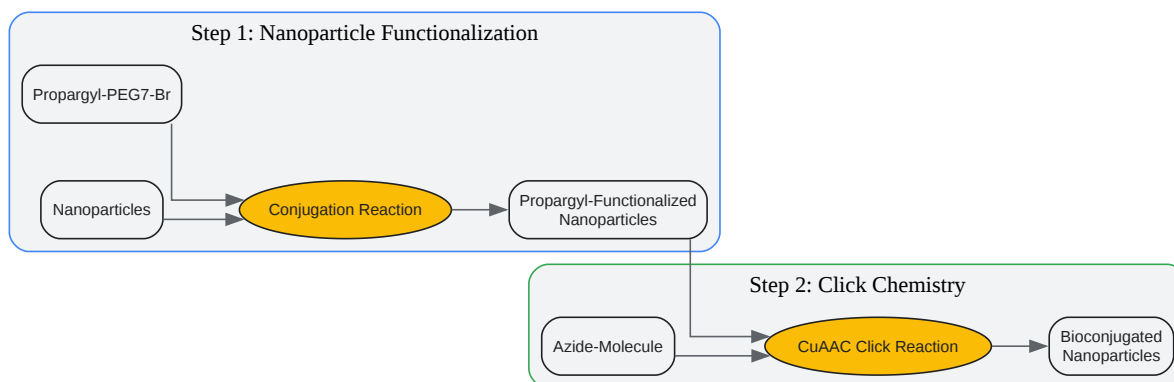 Step 1: Nanoparticle Functionalization
Propargyl-PEG7-Br
Nanoparticles
Conjugation Reaction
Propargyl-Functionalized
Nanoparticles
Step 2: Click Chemistry
Azide-Molecule
CuAAC Click Reaction
Bioconjugated
Nanoparticles